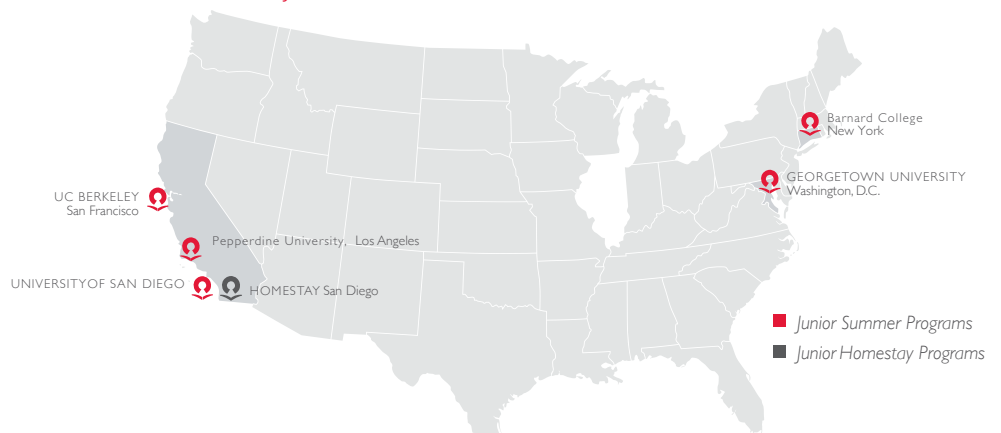 Barnard College
New York
GEORGETOWN UNIVERSITY
Washington, D.C.
UC BERKELEY
San Francisco
Pepperdine University, Los Angeles
UNIVERSITYOF SAN DIEGO
HOMESTAY San Diego
Junior Summer Programs
Junior Homestay Programs